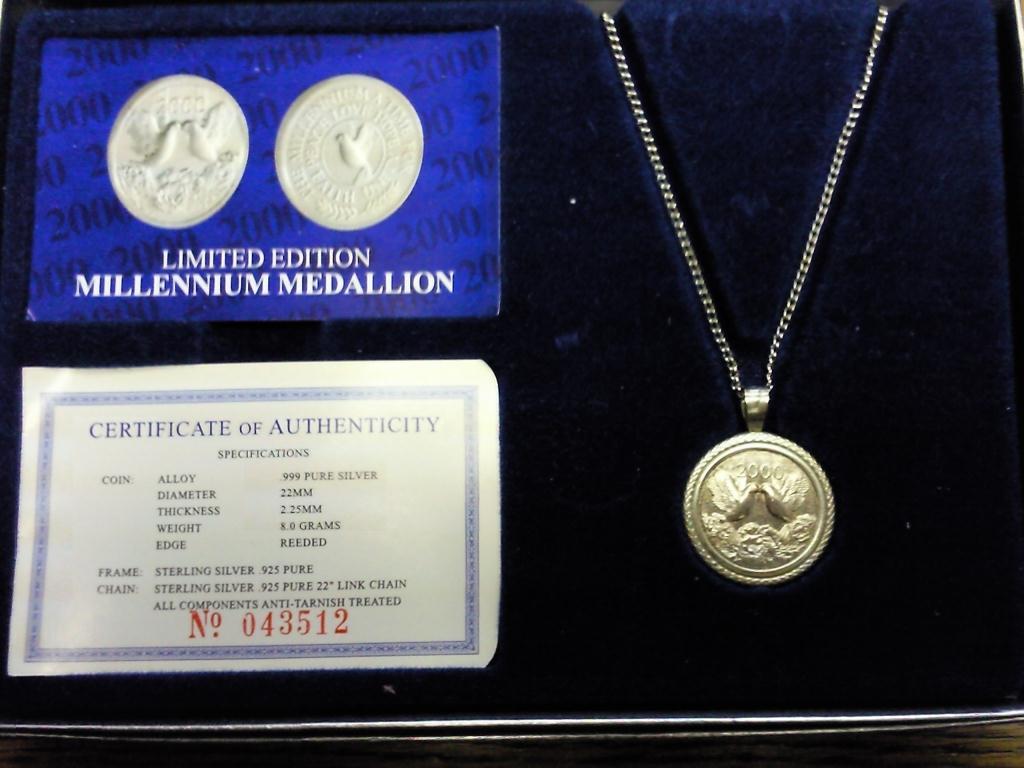 2000
LIMITED EDITION
MILLENNIUM MEDALLION
CERTIFICATE OF AUTHENTICITY
SPECIFICATIONS
COIN: ALLOY .999 PURE SILVER
DIAMETER 22MM
THICKNESS 2.25MM
WEIGHT 8.0 GRAMS
EDGE REEDED
FRAME: STERLING SILVER .925 PURE
CHAIN: STERLING SILVER .925 PURE 22" LINK CHAIN
ALL COMPONENTS ANTI-TARNISH TREATED
Nº 043512
2000